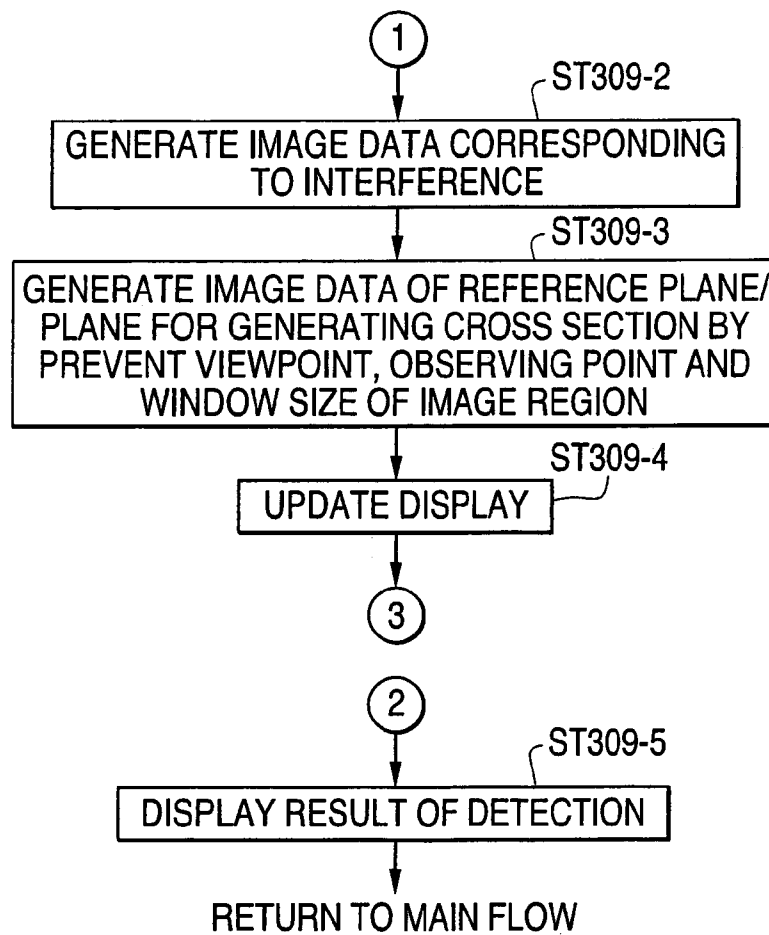 1
ST309-2
GENERATE IMAGE DATA CORRESPONDING
TO INTERFERENCE
ST309-3
GENERATE IMAGE DATA OF REFERENCE PLANE/
PLANE FOR GENERATING CROSS SECTION BY
PREVENT VIEWPOINT, OBSERVING POINT AND
WINDOW SIZE OF IMAGE REGION
ST309-4
UPDATE DISPLAY
3
2
ST309-5
DISPLAY RESULT OF DETECTION
RETURN TO MAIN FLOW